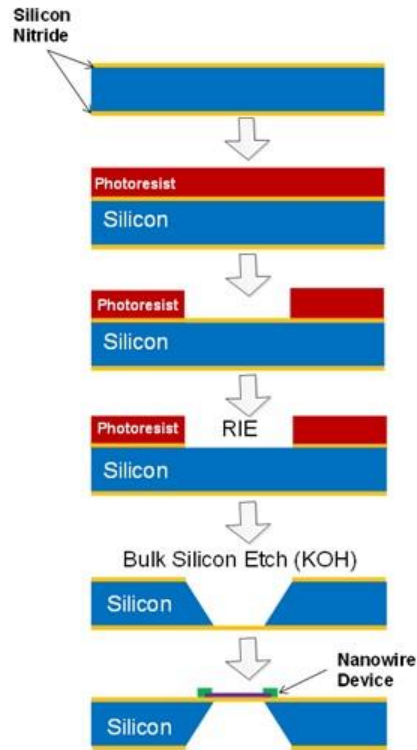 Silicon
Nitride
Photoresist
Silicon
Photoresist
Silicon
Photoresist
RIE
Silicon
Bulk Silicon Etch (KOH)
Silicon
Nanowire
Device
Silicon